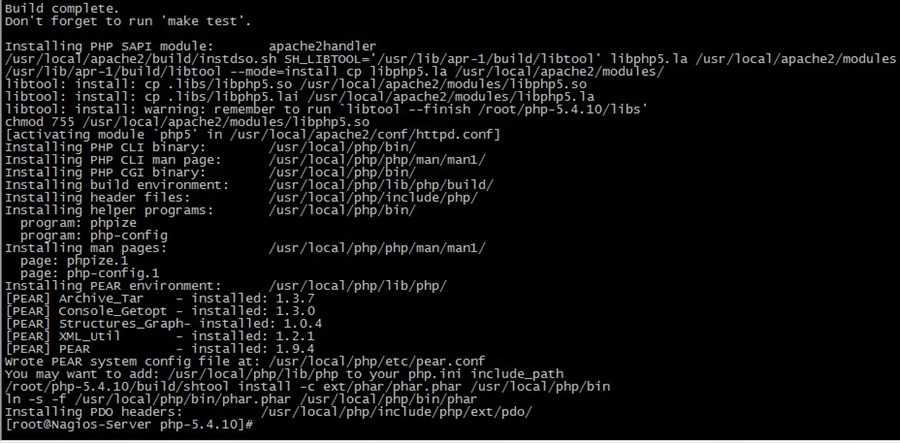 Build complete.
Don't forget to run 'make test'.
Installing PHP SAPI module:       apache2handler
/usr/local/apache2/build/instdso.sh SH_LIBTOOL='/usr/lib/apr-1/build/libtool' libphp5.la /usr/local/apache2/modules
/usr/lib/apr-1/build/libtool --mode=install cp libphp5.la /usr/local/apache2/modules/
libtool: install: cp .libs/libphp5.so /usr/local/apache2/modules/libphp5.so
libtool: install: cp .libs/libphp5.lai /usr/local/apache2/modules/libphp5.la
libtool: install: warning: remember to run `libtool --finish /root/php-5.4.10/libs'
chmod 755 /usr/local/apache2/modules/libphp5.so
[activating module `php5' in /usr/local/apache2/conf/httpd.conf]
Installing PHP CLI binary:        /usr/local/php/bin/
Installing PHP CLI man page:      /usr/local/php/php/man/man1/
Installing PHP CGI binary:        /usr/local/php/bin/
Installing build environment:     /usr/local/php/lib/php/build/
Installing header files:          /usr/local/php/include/php/
Installing helper programs:       /usr/local/php/bin/
  program: phpize
  program: php-config
Installing man pages:             /usr/local/php/php/man/man1/
  page: phpize.1
  page: php-config.1
Installing PEAR environment:      /usr/local/php/lib/php/
[PEAR] Archive_Tar    - installed: 1.3.7
[PEAR] Console_Getopt - installed: 1.3.0
[PEAR] Structures_Graph- installed: 1.0.4
[PEAR] XML_Util       - installed: 1.2.1
[PEAR] PEAR           - installed: 1.9.4
Wrote PEAR system config file at: /usr/local/php/etc/pear.conf
You may want to add: /usr/local/php/lib/php to your php.ini include_path
/root/php-5.4.10/build/shtool install -c ext/phar/phar.phar /usr/local/php/bin
ln -s -f /usr/local/php/bin/phar.phar /usr/local/php/bin/phar
Installing PDO headers:          /usr/local/php/include/php/ext/pdo/
[root@Nagios-Server php-5.4.10]#